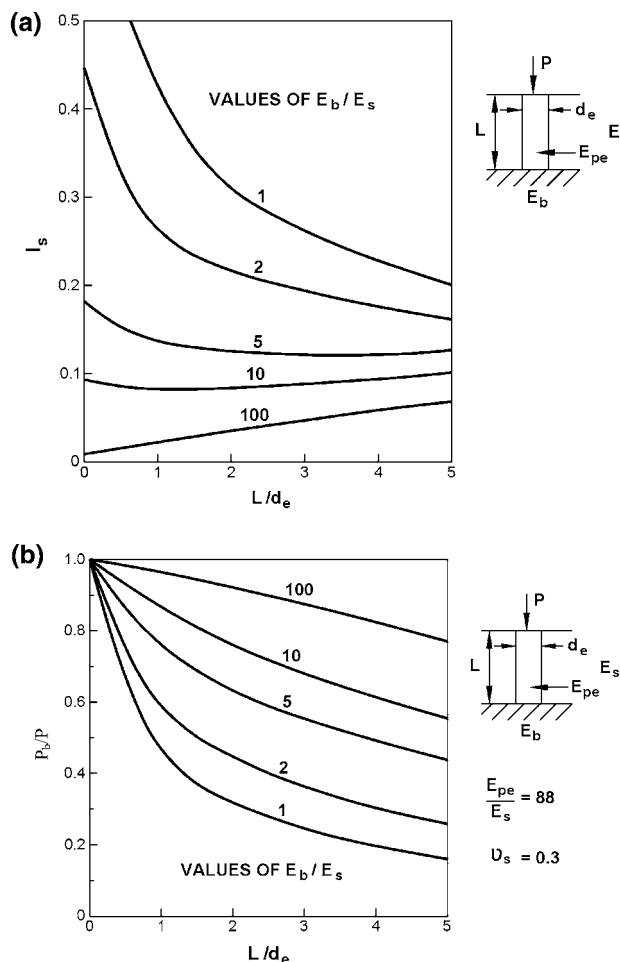 (a)
0.5
0.4
0.3
0.2
0.1
0
I_s
VALUES OF E_b / E_s
1
2
5
10
100
0 1 2 3 4 5
L / d_e
P
L
d_e
E
E_pe
E_b
(b)
1.0
0.8
0.6
0.4
0.2
0
P_b/P
100
10
5
2
1
VALUES OF E_b / E_s
0 1 2 3 4 5
L / d_e
P
L
d_e
E_s
E_pe
E_b
E_pe
E_s = 88
υ_s = 0.3